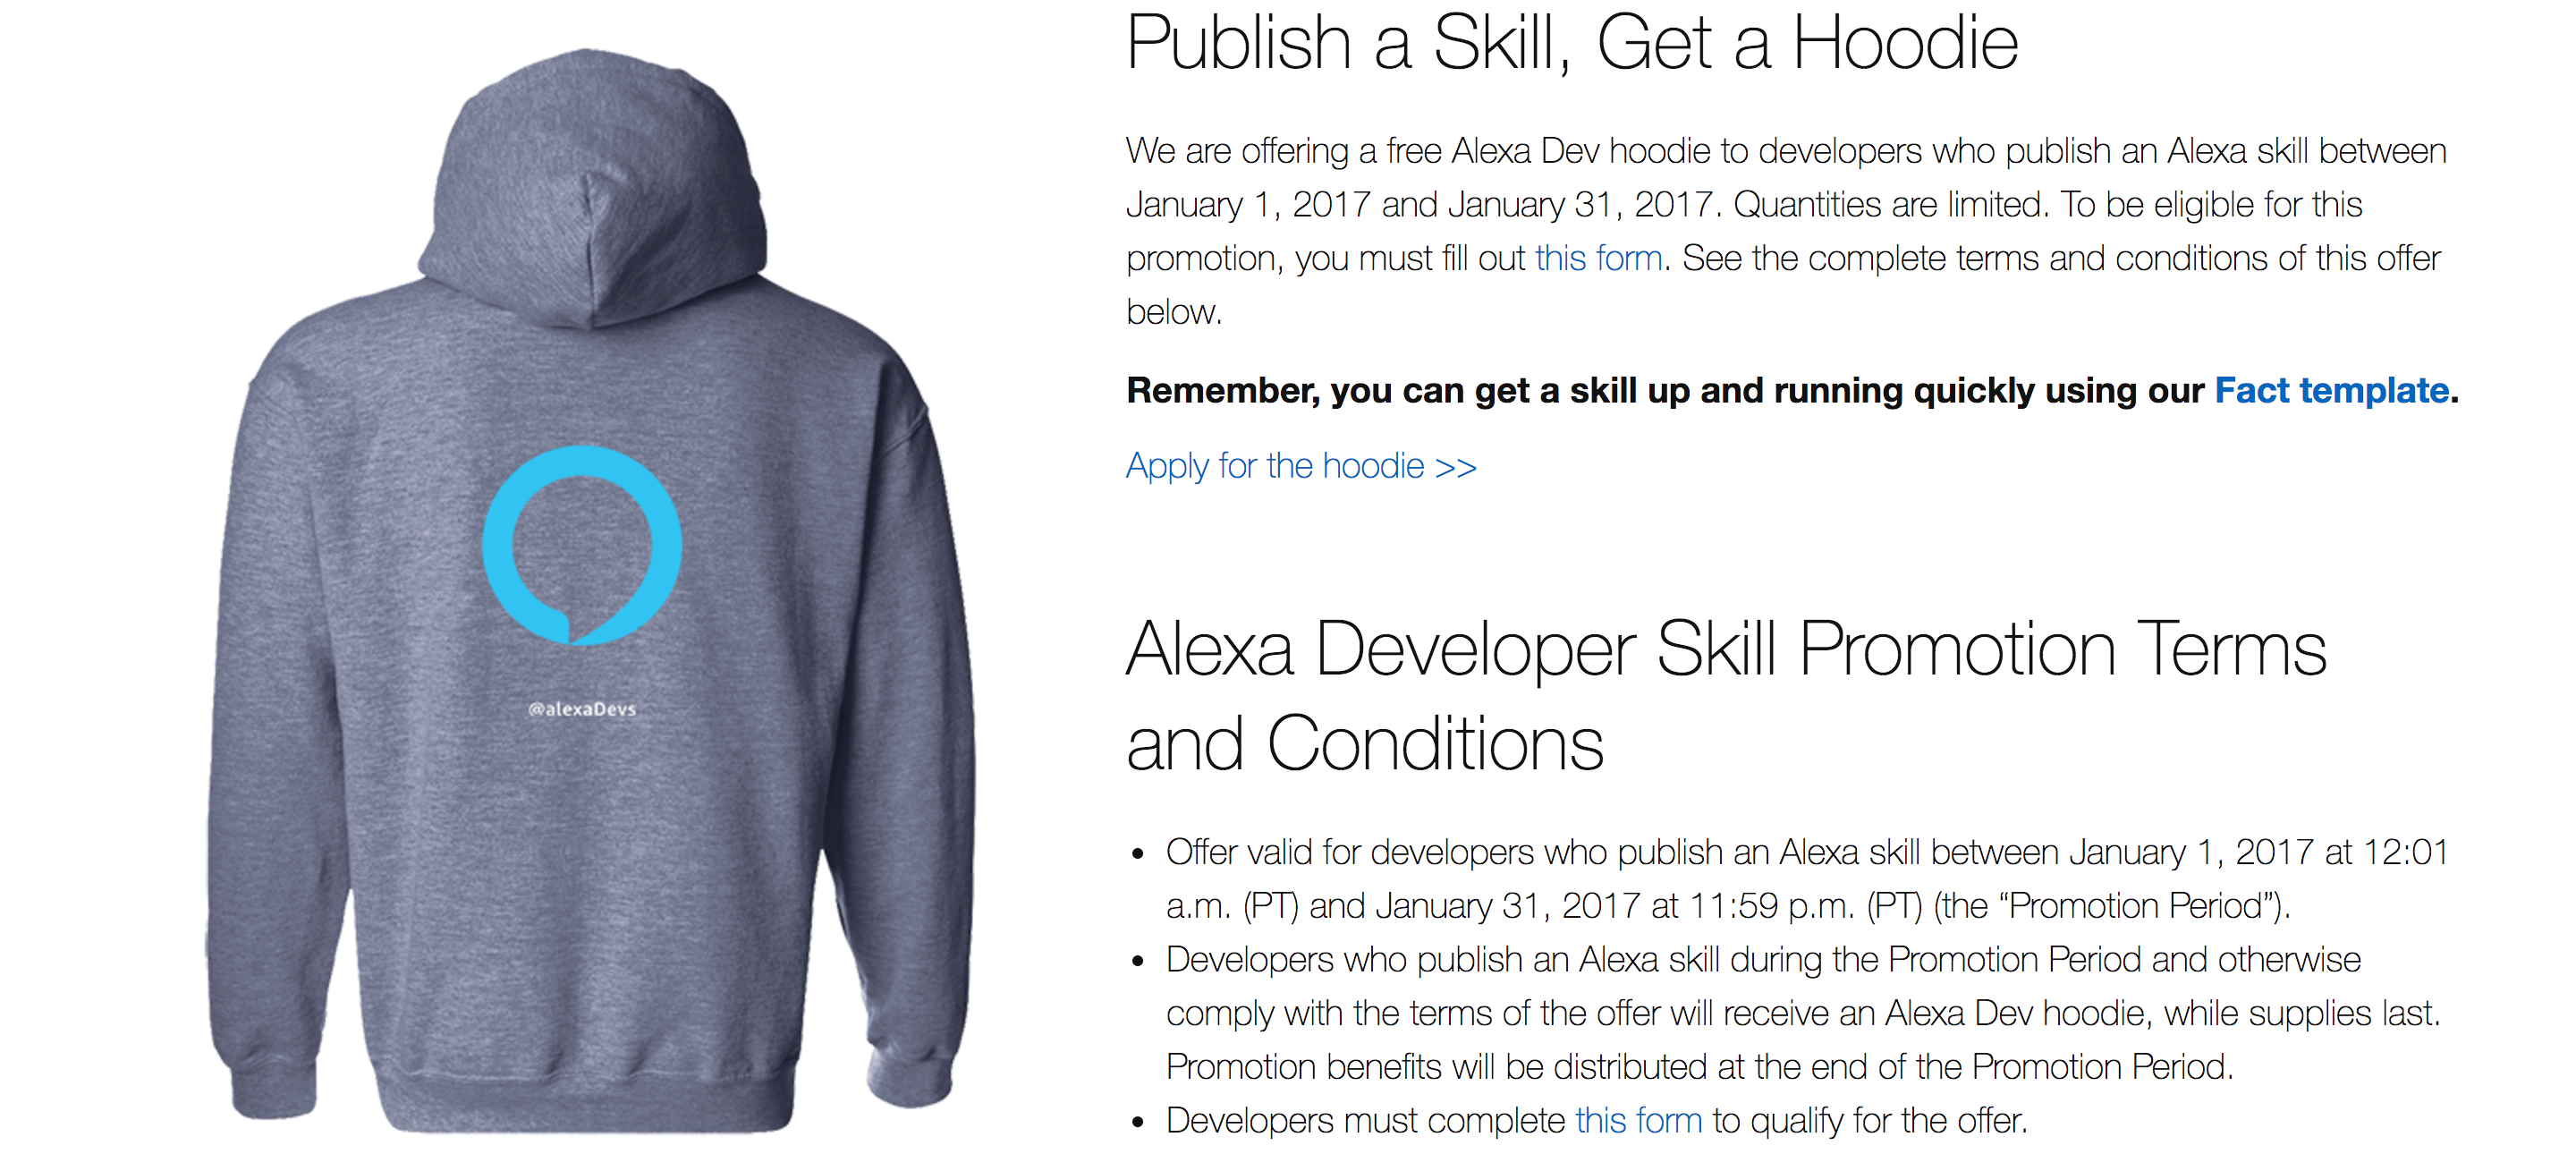 Publish a Skill, Get a Hoodie
We are offering a free Alexa Dev hoodie to developers who publish an Alexa skill between
January 1, 2017 and January 31, 2017. Quantities are limited. To be eligible for this
promotion, you must fill out this form. See the complete terms and conditions of this offer
below.
Remember, you can get a skill up and running quickly using our Fact template.
Apply for the hoodie >>
@alexaDevs
Alexa Developer Skill Promotion Terms
and Conditions
• Offer valid for developers who publish an Alexa skill between January 1, 2017 at 12:01
a.m. (PT) and January 31, 2017 at 11:59 p.m. (PT) (the “Promotion Period”).
• Developers who publish an Alexa skill during the Promotion Period and otherwise
comply with the terms of the offer will receive an Alexa Dev hoodie, while supplies last.
Promotion benefits will be distributed at the end of the Promotion Period.
• Developers must complete this form to qualify for the offer.